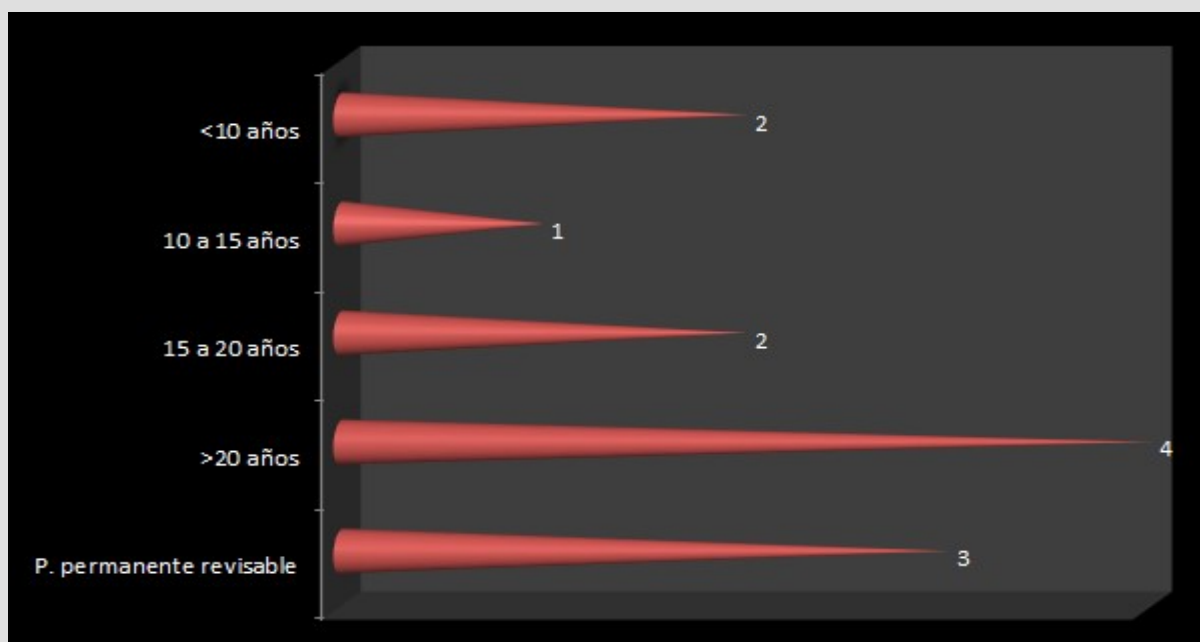 <10 años 2
10 a 15 años 1
15 a 20 años 2
>20 años 4
P. permanente revisable 3